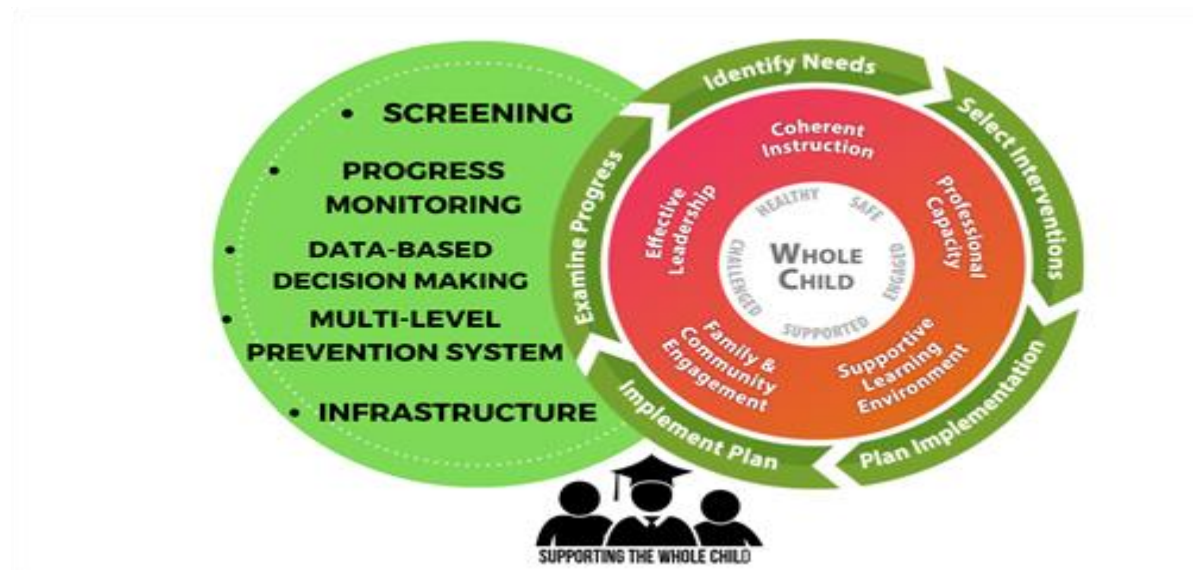 • SCREENING
• PROGRESS
MONITORING
• DATA-BASED
DECISION MAKING
• MULTI-LEVEL
PREVENTION SYSTEM
• INFRASTRUCTURE
Identify Needs
Select Interventions
Plan Implementation
Implement Plan
Examine Progress
Coherent
Instruction
Professional
Capacity
Supportive
Learning
Environment
Family &
Community
Engagement
Effective
Leadership
HEALTHY
SAFE
ENGAGED
SUPPORTED
CHALLENGED
WHOLE
CHILD
SUPPORTING THE WHOLE CHILD